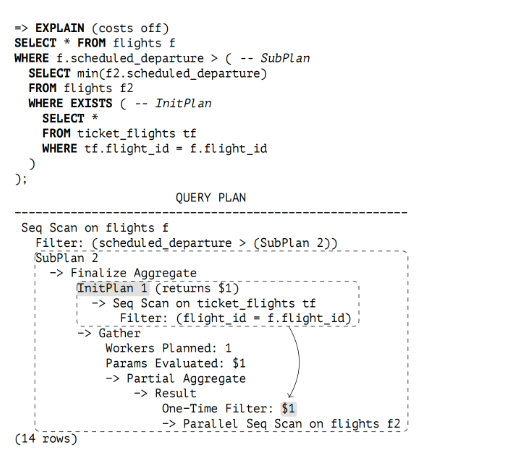 => EXPLAIN (costs off)
SELECT * FROM flights f
WHERE f.scheduled_departure > ( -- SubPlan
  SELECT min(f2.scheduled_departure)
  FROM flights f2
  WHERE EXISTS ( -- InitPlan
    SELECT *
    FROM ticket_flights tf
    WHERE tf.flight_id = f.flight_id
  )
);
QUERY PLAN
Seq Scan on flights f
  Filter: (scheduled_departure > (SubPlan 2))
  SubPlan 2
    -> Finalize Aggregate
        InitPlan 1 (returns $1)
          -> Seq Scan on ticket_flights tf
              Filter: (flight_id = f.flight_id)
        -> Gather
            Workers Planned: 1
            Params Evaluated: $1
            -> Partial Aggregate
                -> Result
                    One-Time Filter: $1
                    -> Parallel Seq Scan on flights f2
(14 rows)